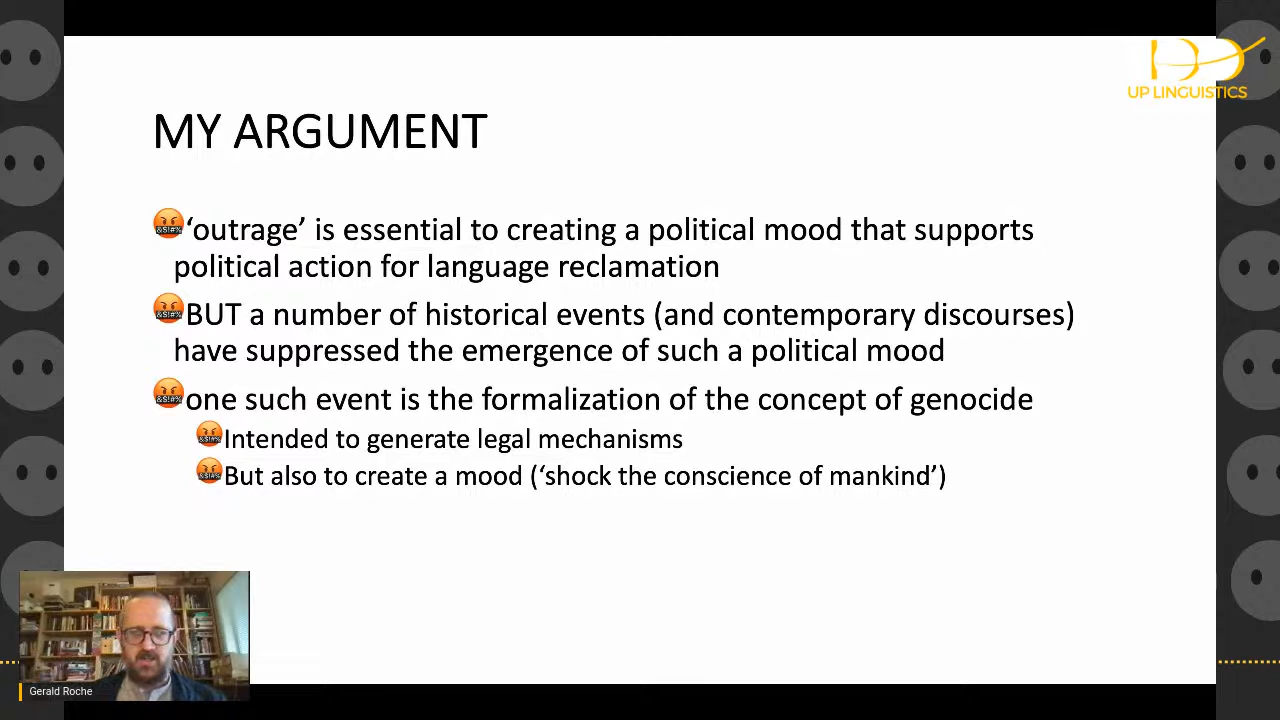 UP LINGUISTICS
MY ARGUMENT
🤬‘outrage’ is essential to creating a political mood that supports
political action for language reclamation
🤬BUT a number of historical events (and contemporary discourses)
have suppressed the emergence of such a political mood
🤬one such event is the formalization of the concept of genocide
🤬Intended to generate legal mechanisms
🤬But also to create a mood (‘shock the conscience of mankind’)
Gerald Roche